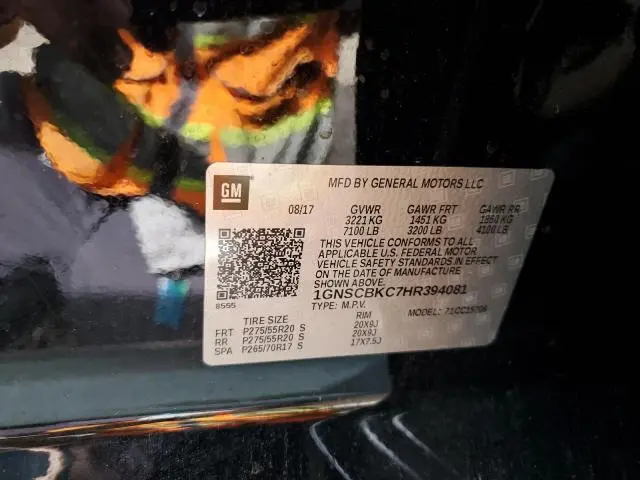 GM
MFD BY GENERAL MOTORS LLC
08/17 GVWR GAWR FRT GAWR RR
3221 KG 1451 KG 1860 KG
7100 LB 3200 LB 4100 LB
THIS VEHICLE CONFORMS TO ALL
APPLICABLE U.S. FEDERAL MOTOR
VEHICLE SAFETY STANDARDS IN EFFECT
ON THE DATE OF MANUFACTURE
SHOWN ABOVE.
1GNSCBKC7HR394081
8555
TYPE: M.P.V. MODEL: 71CC15706
TIRE SIZE RIM
FRT P275/55R20 S 20X9J
RR P275/55R20 S 20X9J
SPA P265/70R17 S 17X7.5J